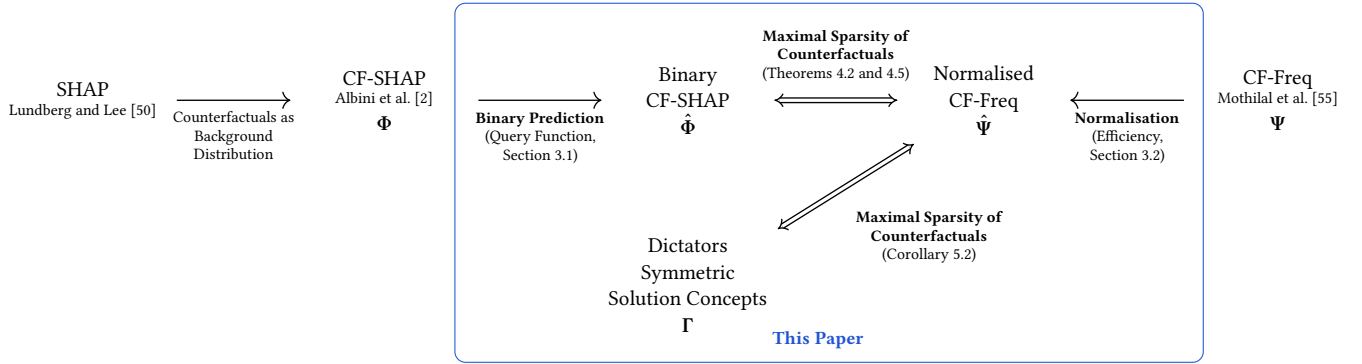 SHAP
Lundberg and Lee [50]
Counterfactuals as
Background
Distribution
CF-SHAP
Albini et al. [2]
Φ
Binary Prediction
(Query Function,
Section 3.1)
Binary
CF-SHAP
Φ̂
Maximal Sparsity of
Counterfactuals
(Theorems 4.2 and 4.5)
Normalised
CF-Freq
Ψ̂
Normalisation
(Efficiency,
Section 3.2)
CF-Freq
Mothilal et al. [55]
Ψ
Maximal Sparsity of
Counterfactuals
(Corollary 5.2)
Dictators
Symmetric
Solution Concepts
Γ
This Paper